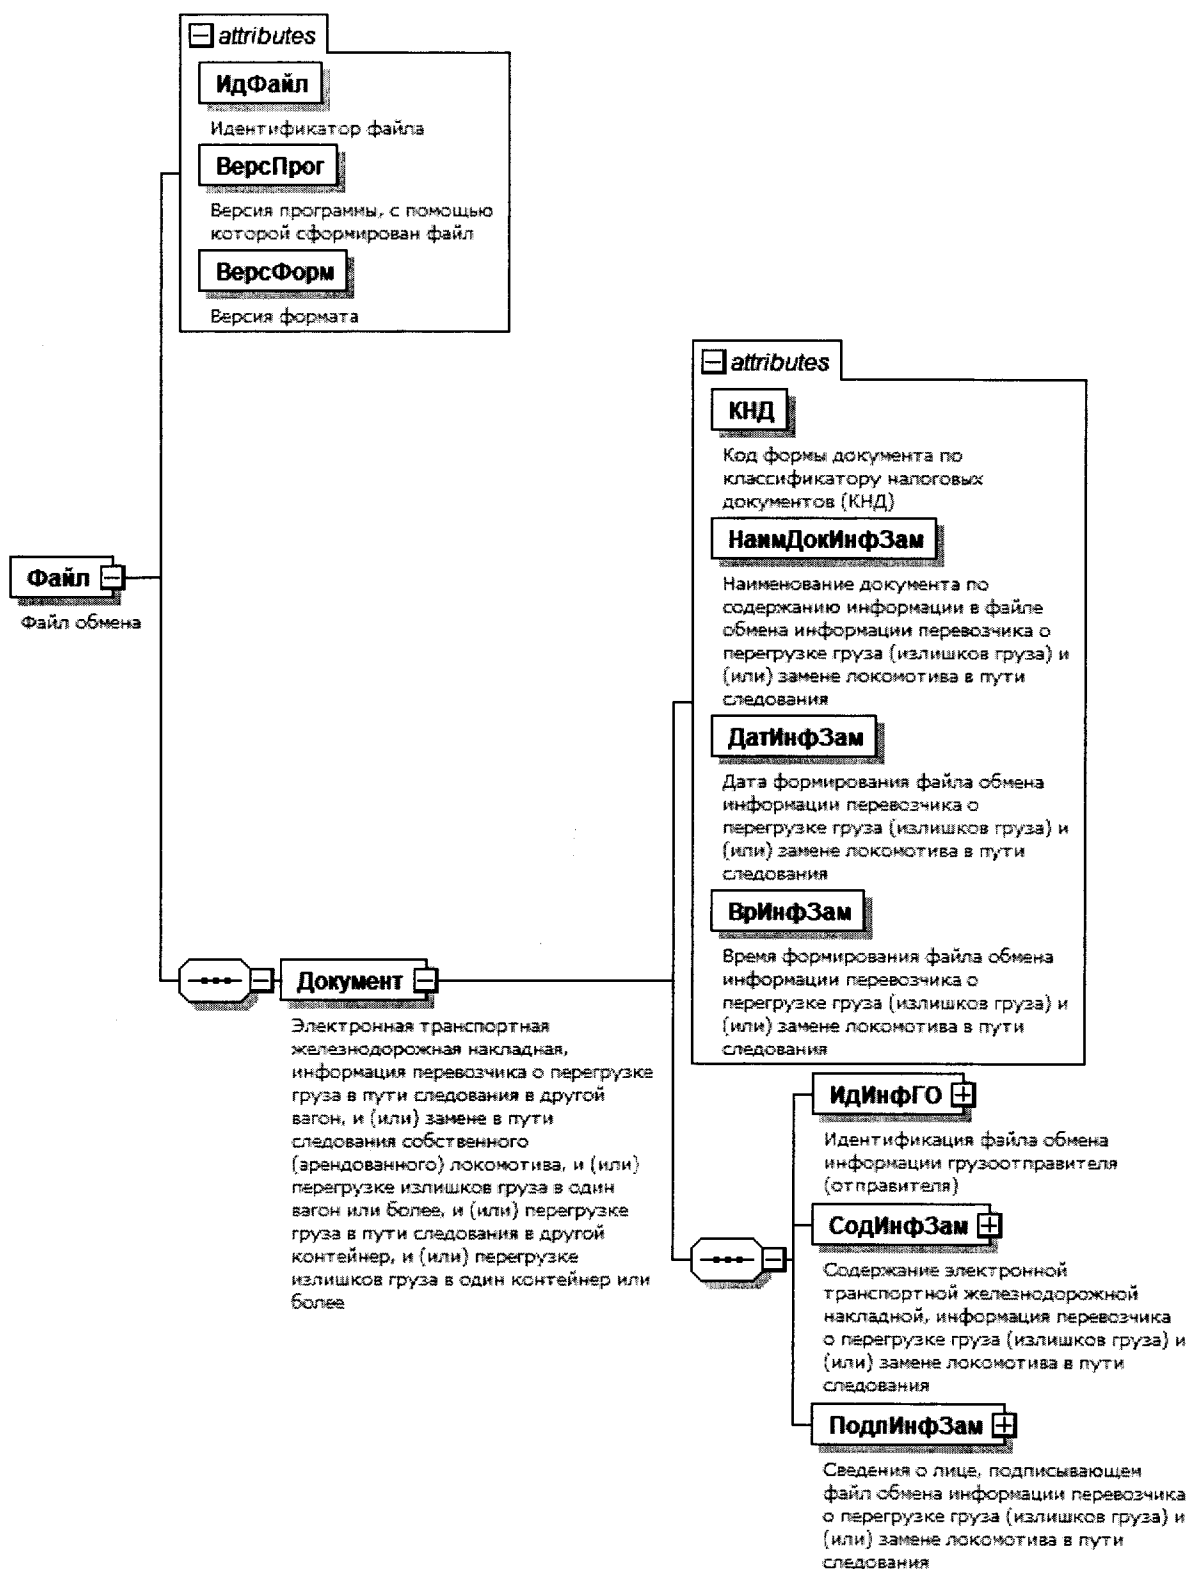 attributes
ИдФайл
Идентификатор файла
ВерсПрог
Версия программы, с помощью
которой сформирован файл
ВерсФорм
Версия формата
attributes
КНД
Код формы документа по
классификатору налоговых
документов (КНД)
НаимДокИнфЗам
Наименование документа по
содержанию информации в файле
обмена информации перевозчика о
перегрузке груза (излишков груза) и
(или) замене локомотива в пути
следования
ДатИнфЗам
Дата формирования файла обмена
информации перевозчика о
перегрузке груза (излишков груза) и
(или) замене локомотива в пути
следования
ВрИнфЗам
Время формирования файла обмена
информации перевозчика о
перегрузке груза (излишков груза) и
(или) замене локомотива в пути
следования
Файл
Файл обмена
Документ
Электронная транспортная
железнодорожная накладная,
информация перевозчика о перегрузке
груза в пути следования в другой
вагон, и (или) замене в пути
следования собственного
(арендованного) локомотива, и (или)
перегрузке излишков груза в один
вагон или более, и (или) перегрузке
груза в пути следования в другой
контейнер, и (или) перегрузке
излишков груза в один контейнер или
более
ИдИнфГО
Идентификация файла обмена
информации грузоотправителя
(отправителя)
СодИнфЗам
Содержание электронной
транспортной железнодорожной
накладной, информация перевозчика
о перегрузке груза (излишков груза) и
(или) замене локомотива в пути
следования
ПодпИнфЗам
Сведения о лице, подписывающем
файл обмена информации перевозчика
о перегрузке груза (излишков груза) и
(или) замене локомотива в пути
следования